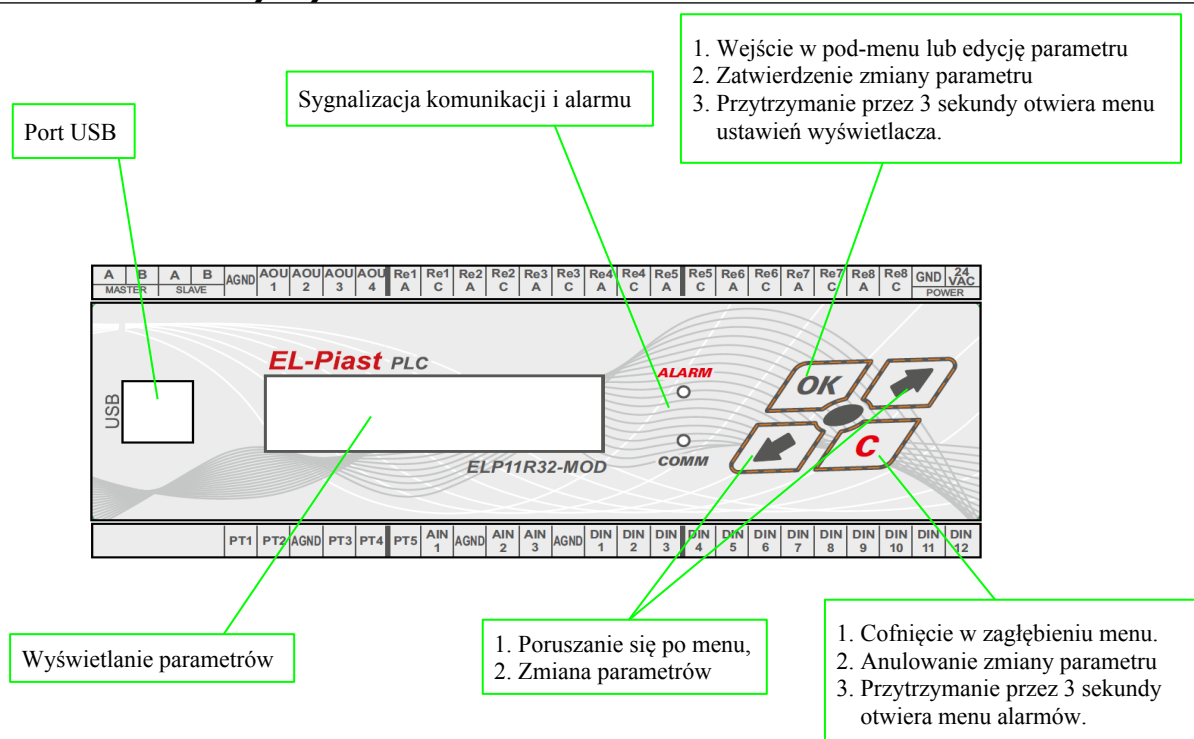 1. Wejście w pod-menu lub edycję parametru
2. Zatwierdzenie zmiany parametru
3. Przytrzymanie przez 3 sekundy otwiera menu
ustawień wyświetlacza.
Sygnalizacja komunikacji i alarmu
Port USB
A B A B AGND AOU 1 AOU 2 AOU 3 AOU 4 Re1 A Re1 C Re2 A Re2 C Re3 A Re3 C Re4 A Re4 C Re5 A Re5 C Re6 A Re6 C Re7 A Re7 C Re8 A Re8 C GND 24 VAC
MASTER SLAVE POWER
EL-Piast PLC
ALARM
OK
USB
C
ELP11R32-MOD
COMM
PT1 PT2 AGND PT3 PT4 PT5 AIN 1 AGND AIN 2 AIN 3 AGND DIN 1 DIN 2 DIN 3 DIN 4 DIN 5 DIN 6 DIN 7 DIN 8 DIN 9 DIN 10 DIN 11 DIN 12
Wyświetlanie parametrów
1. Poruszanie się po menu,
2. Zmiana parametrów
1. Cofnięcie w zagłębieniu menu.
2. Anulowanie zmiany parametru
3. Przytrzymanie przez 3 sekundy
otwiera menu alarmów.